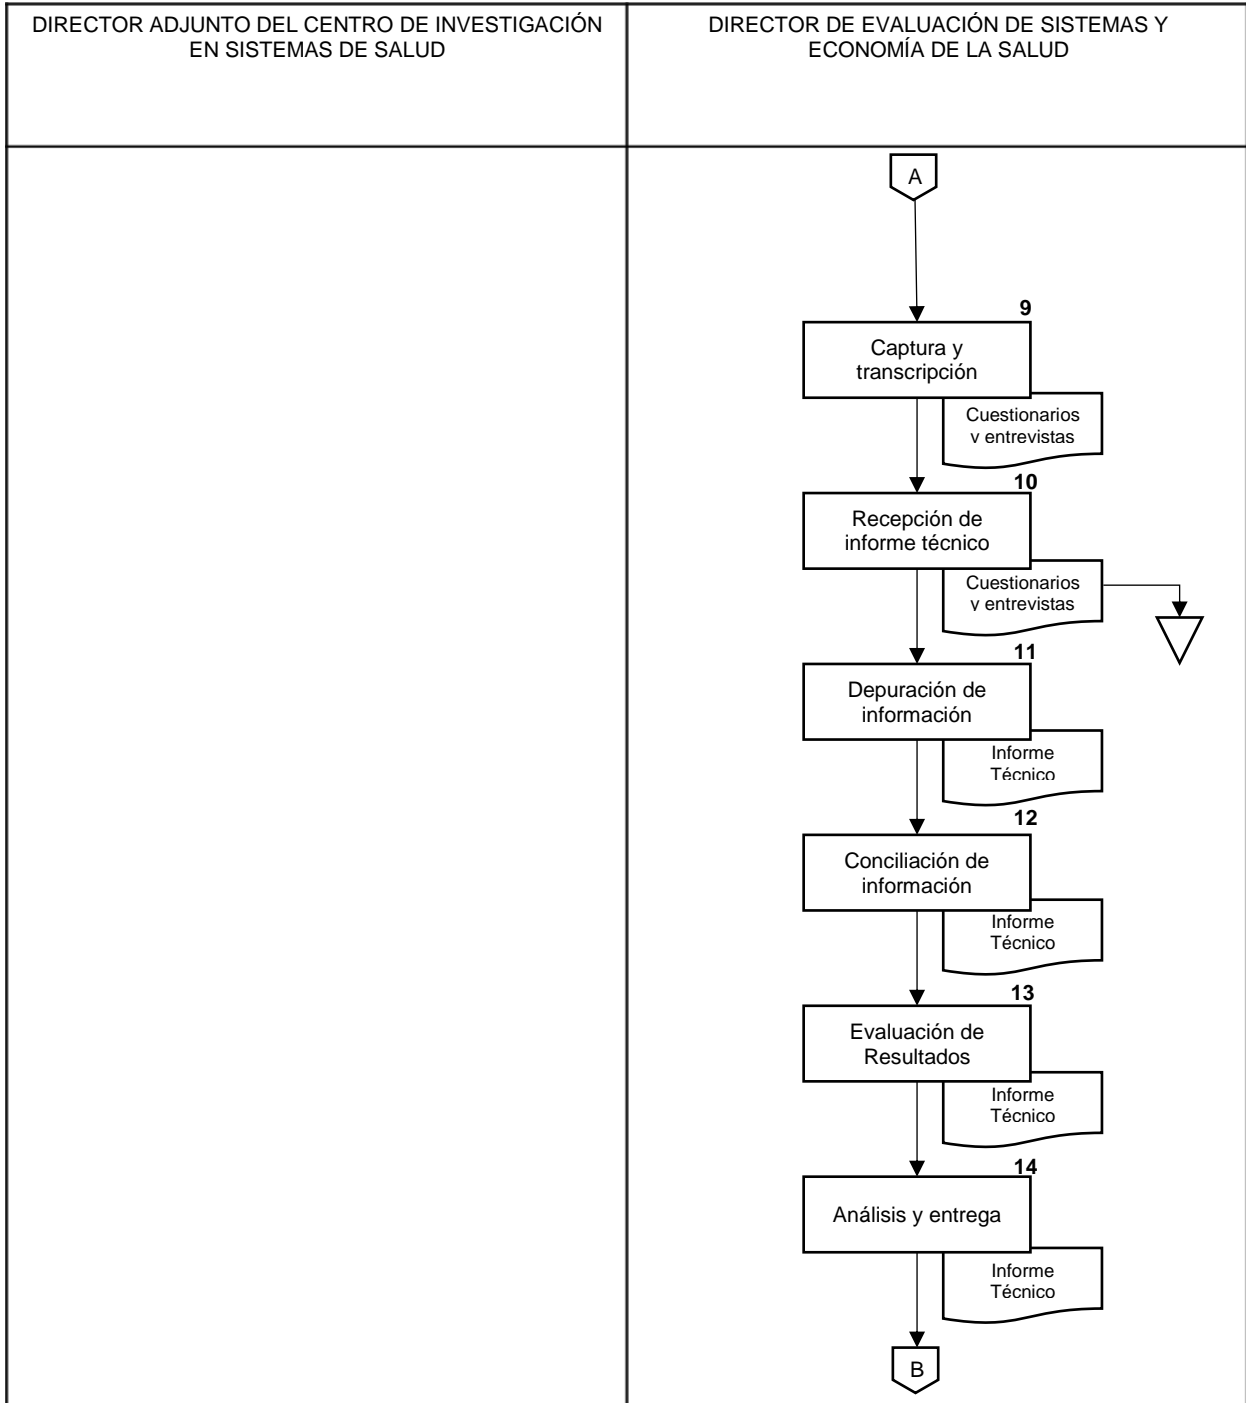 DIRECTOR ADJUNTO DEL CENTRO DE INVESTIGACIÓN
EN SISTEMAS DE SALUD
DIRECTOR DE EVALUACIÓN DE SISTEMAS Y
ECONOMÍA DE LA SALUD
A
9
Captura y
transcripción
Cuestionarios
y entrevistas
10
Recepción de
informe técnico
Cuestionarios
y entrevistas
11
Depuración de
información
Informe
Técnico
12
Conciliación de
información
Informe
Técnico
13
Evaluación de
Resultados
Informe
Técnico
14
Análisis y entrega
Informe
Técnico
B